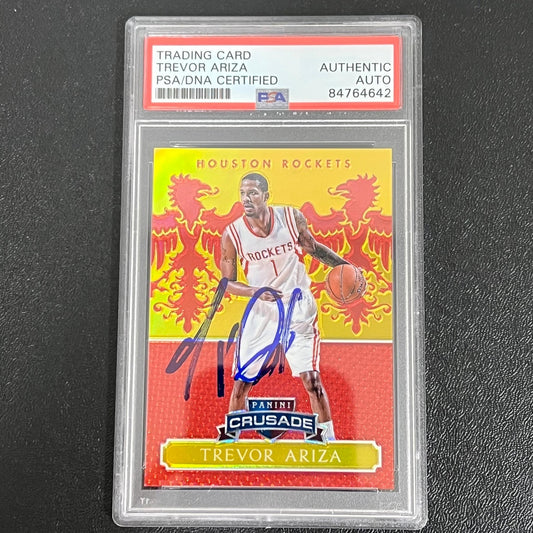 TRADING CARD
TREVOR ARIZA
PSA/DNA CERTIFIED
AUTHENTIC
AUTO
84764642
PSA
HOUSTON ROCKETS
ROCKETS
1
PANINI
CRUSADE
TREVOR ARIZA